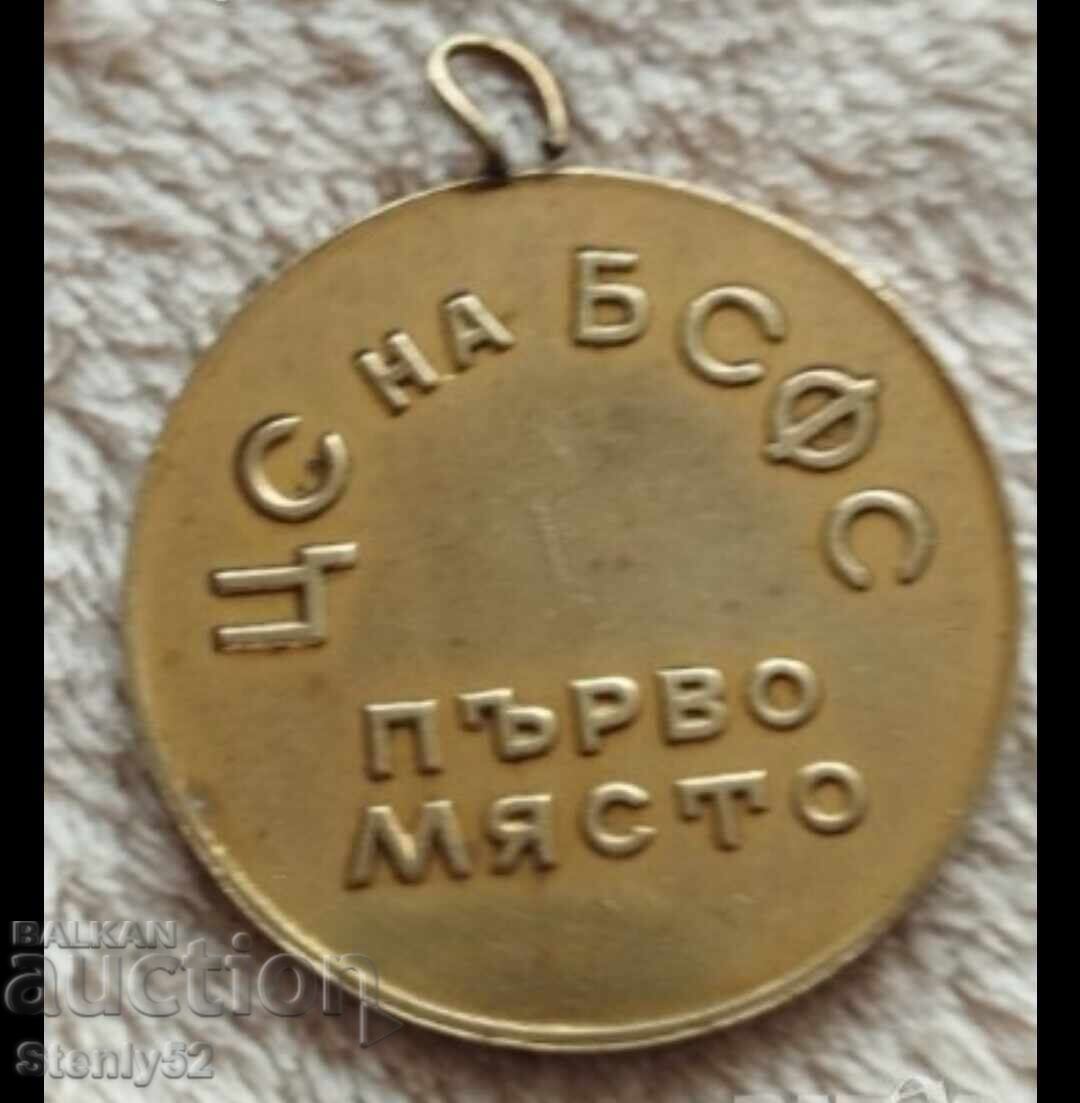 ЦС НА БСФС
ПЪРВО
МЯСТО
BALKAN
auction
Stenly52